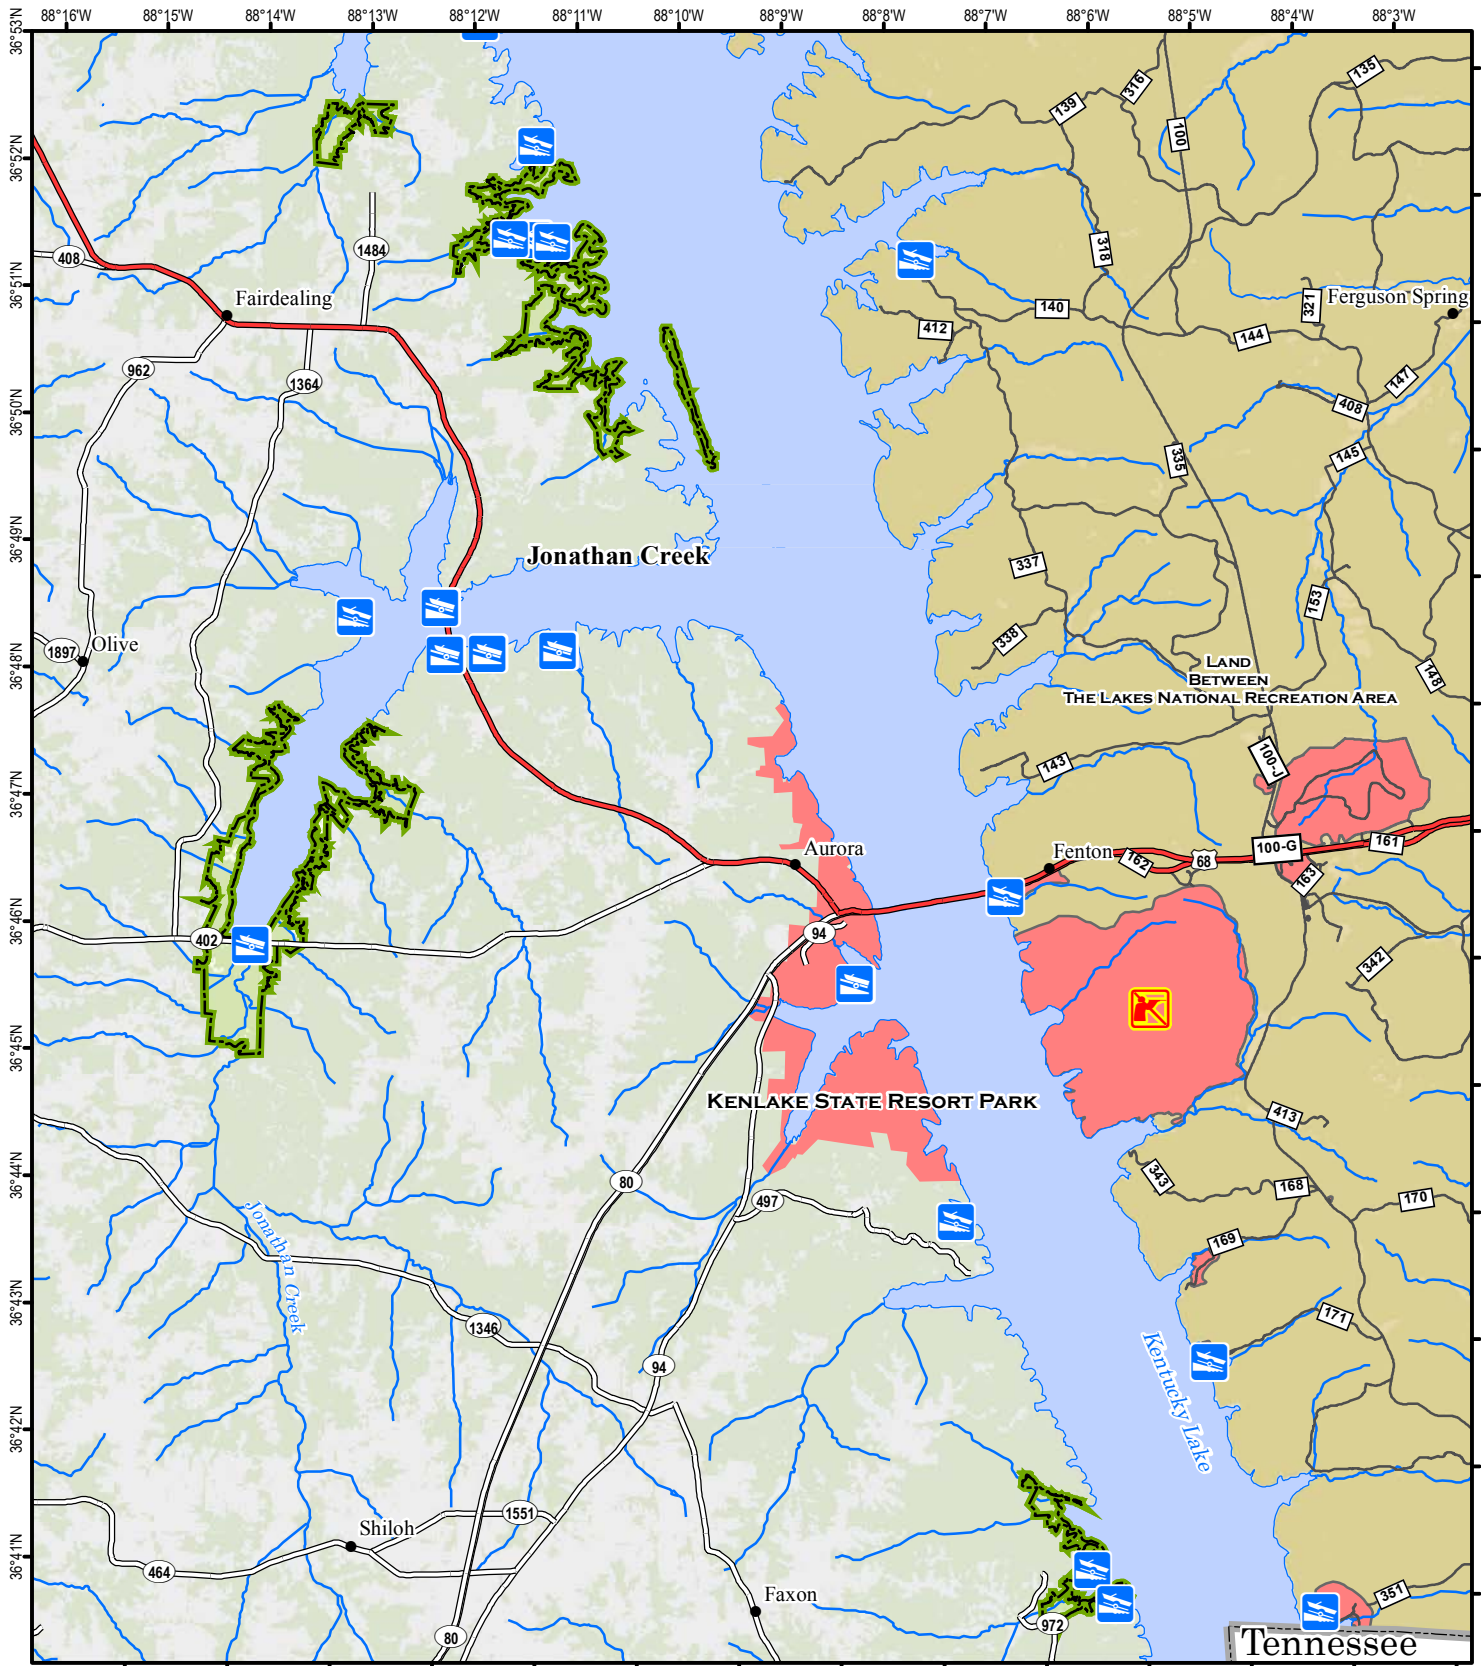 88°16'W 88°15'W 88°14'W 88°13'W 88°12'W 88°11'W 88°10'W 88°9'W 88°8'W 88°7'W 88°6'W 88°5'W 88°4'W 88°3'W
36°53'N
36°52'N
36°51'N
36°50'N
36°49'N
36°48'N
36°47'N
36°46'N
36°45'N
36°44'N
36°43'N
36°42'N
36°41'N
135
316
139
100
1484
408
318
Fairdealing
Ferguson Spring
321
140
412
144
962
1364
147
408
335
145
Jonathan Creek
337
153
338
1897
Olive
LAND
BETWEEN
THE LAKES NATIONAL RECREATION AREA
148
143
100-J
Aurora
Fenton
162
68
100-G
161
163
94
402
342
KENLAKE STATE RESORT PARK
413
343
168
170
80
497
Jonathan Creek
169
1346
171
94
Kentucky Lake
1551
Shiloh
464
Faxon
351
972
80
Tennessee